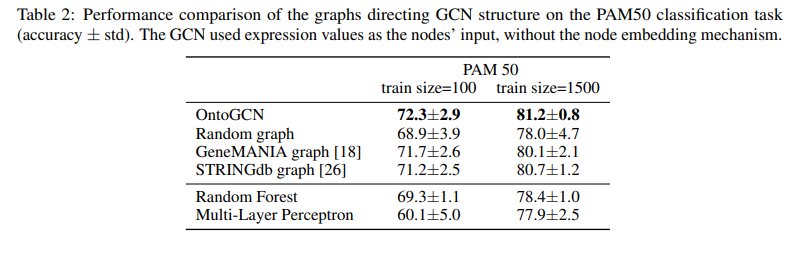 Table 2: Performance comparison of the graphs directing GCN structure on the PAM50 classification task
(accuracy ± std). The GCN used expression values as the nodes' input, without the node embedding mechanism.
PAM 50
train size=100 train size=1500
OntoGCN 72.3±2.9 81.2±0.8
Random graph 68.9±3.9 78.0±4.7
GeneMANIA graph [18] 71.7±2.6 80.1±2.1
STRINGdb graph [26] 71.2±2.5 80.7±1.2
Random Forest 69.3±1.1 78.4±1.0
Multi-Layer Perceptron 60.1±5.0 77.9±2.5